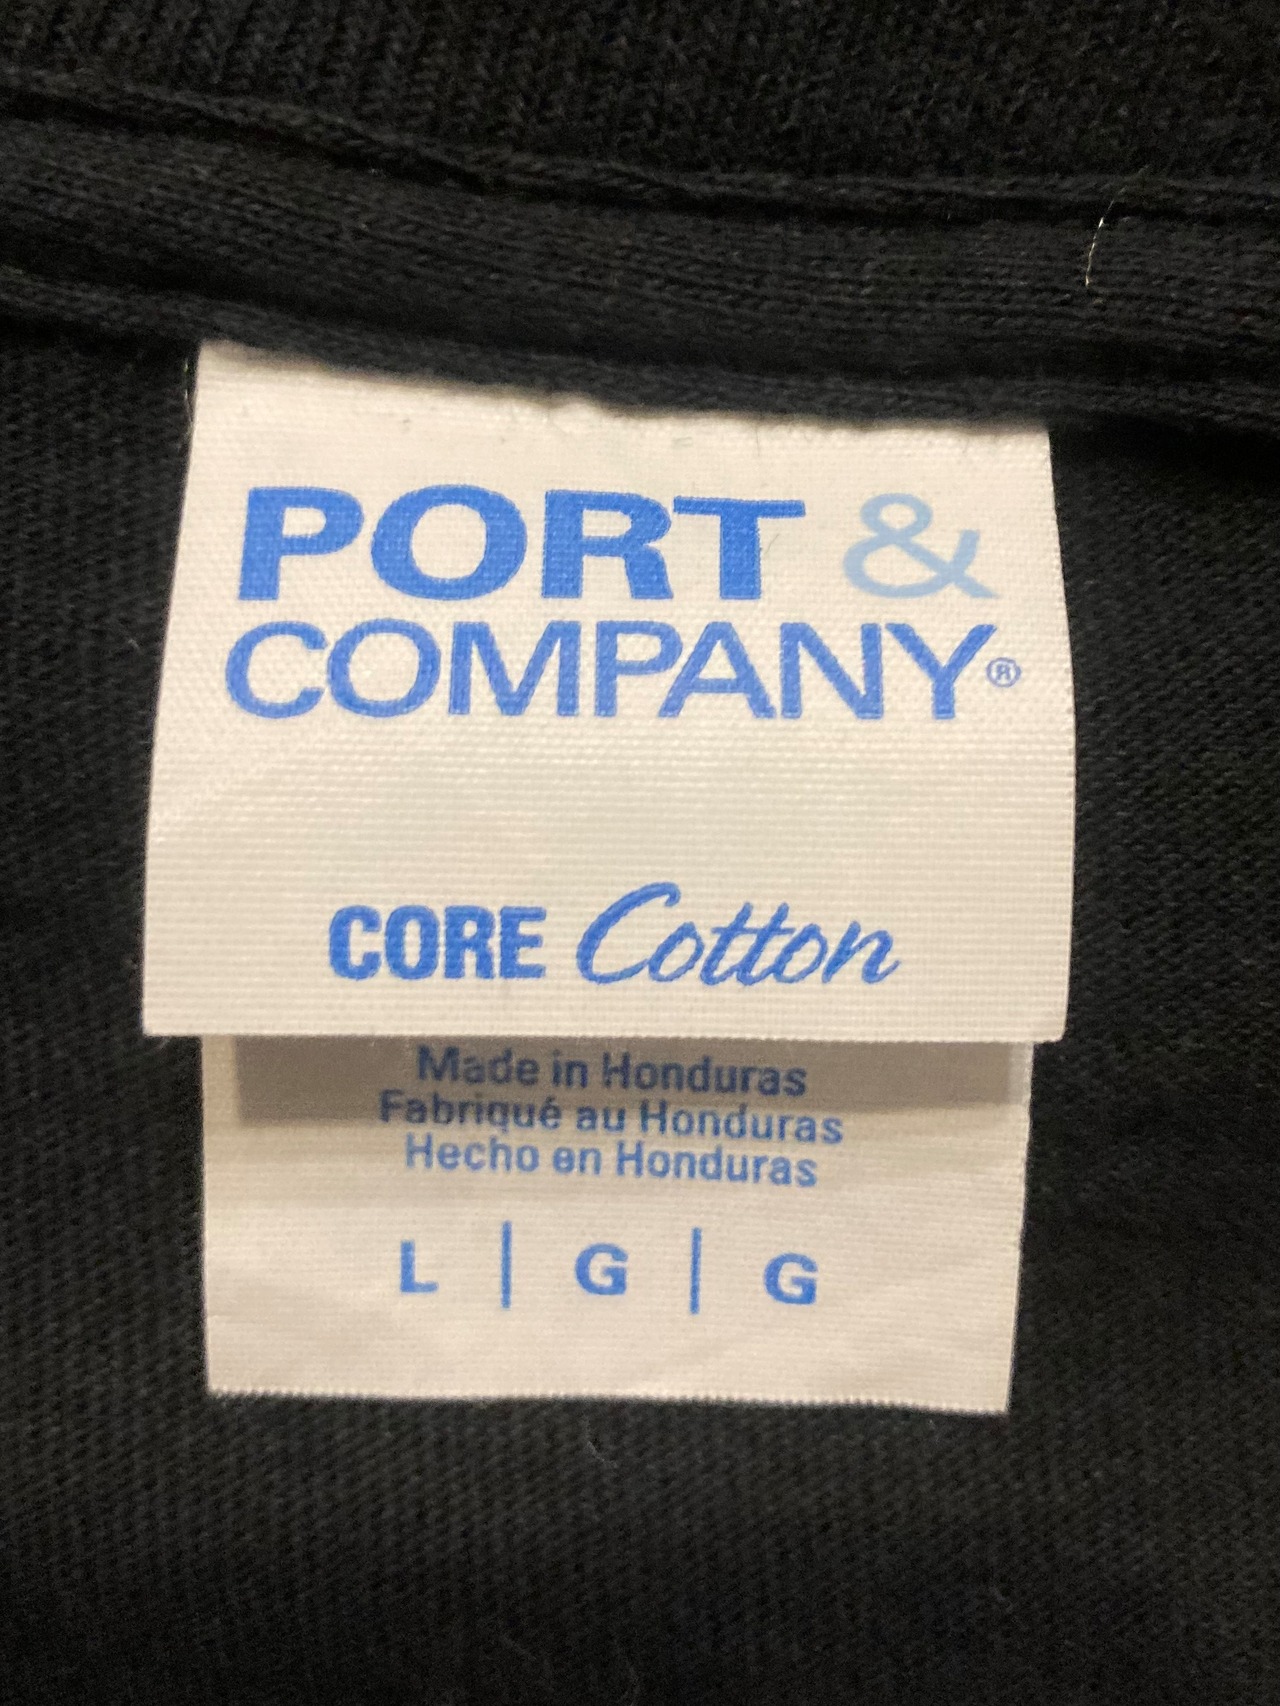 PORT &
COMPANY®
CORE Cotton
Made in Honduras
Fabriqué au Honduras
Hecho en Honduras
L | G | G